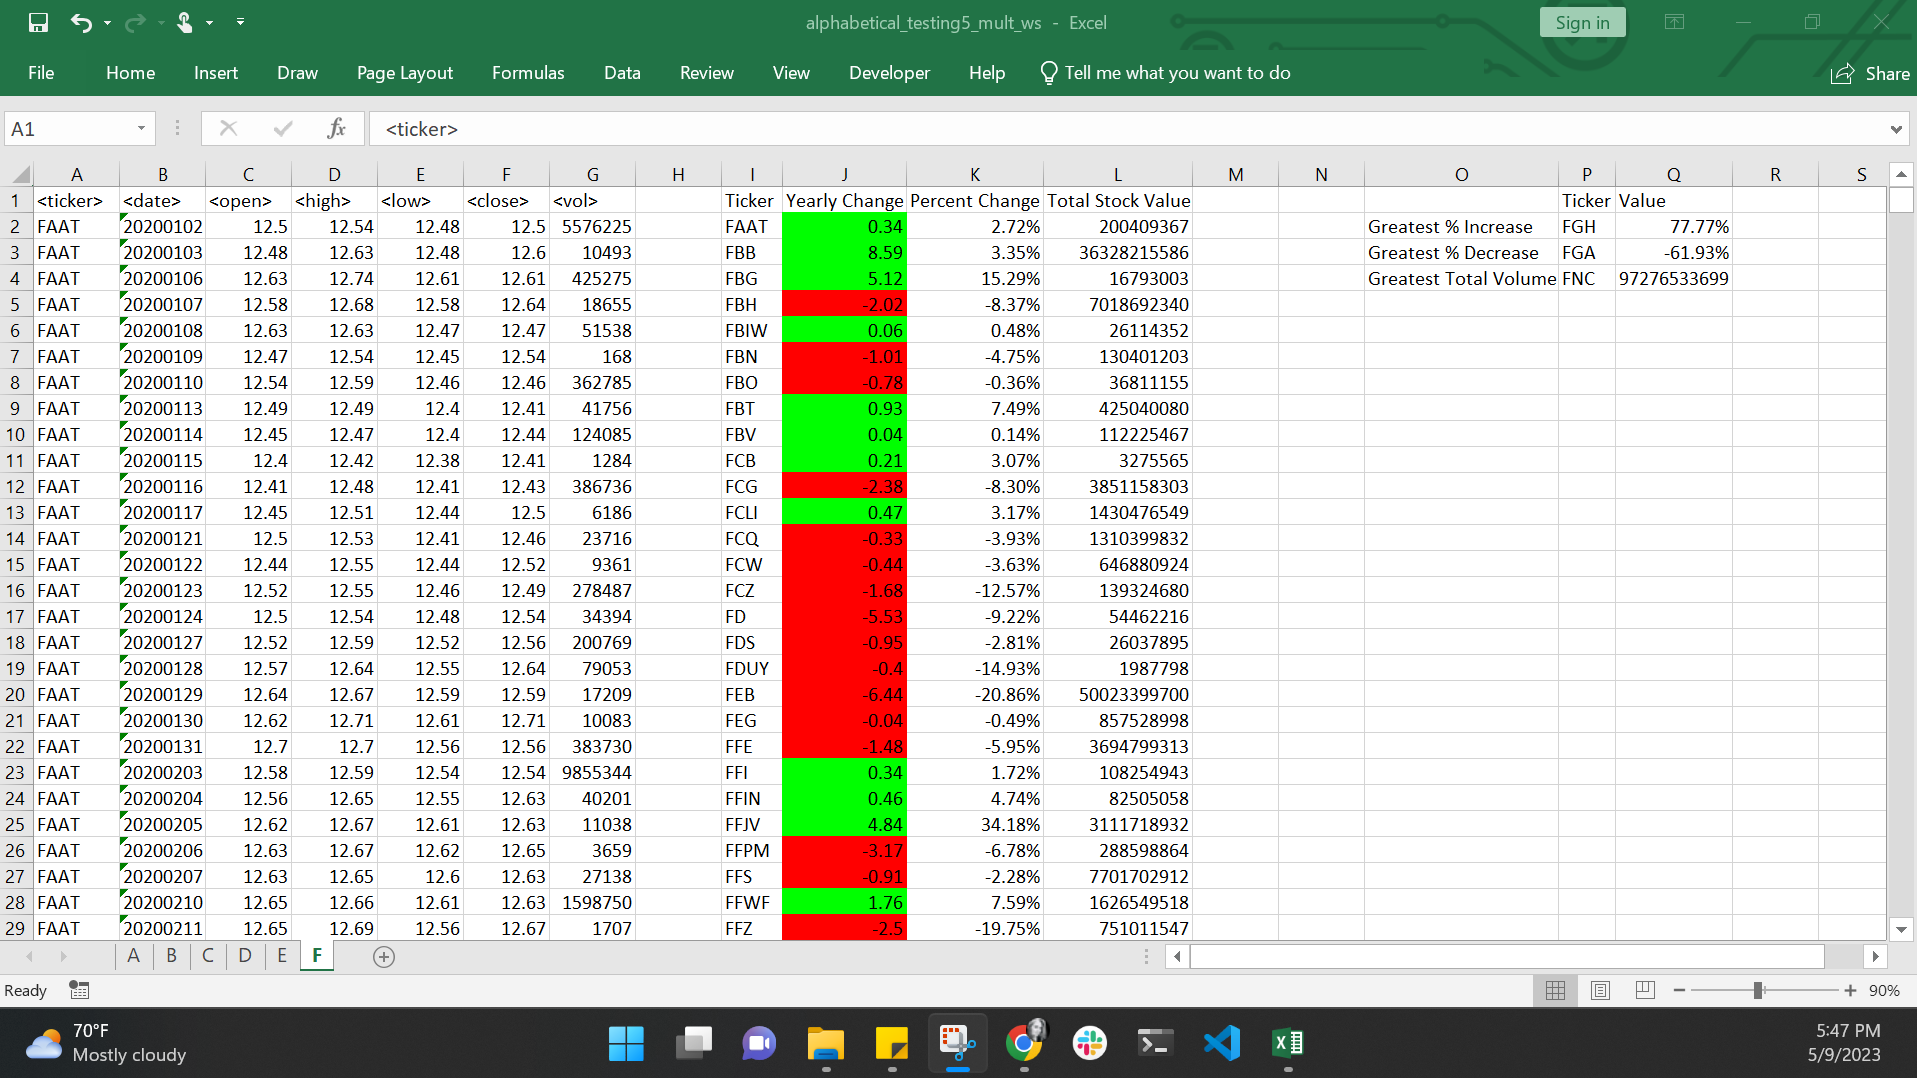 alphabetical_testing5_mult_ws - Excel
Sign in
File Home Insert Draw Page Layout Formulas Data Review View Developer Help Tell me what you want to do Share
A1 fx <ticker>
A B C D E F G H I J K L M N O P Q R S
1 <ticker> <date> <open> <high> <low> <close> <vol> Ticker Yearly Change Percent Change Total Stock Value Ticker Value
2 FAAT 20200102 12.5 12.54 12.48 12.5 5576225 FAAT 0.34 2.72% 200409367 Greatest % Increase FGH 77.77%
3 FAAT 20200103 12.48 12.63 12.48 12.6 10493 FBB 8.59 3.35% 36328215586 Greatest % Decrease FGA -61.93%
4 FAAT 20200106 12.63 12.74 12.61 12.61 425275 FBG 5.12 15.29% 16793003 Greatest Total Volume FNC 97276533699
5 FAAT 20200107 12.58 12.68 12.58 12.64 18655 FBH -2.02 -8.37% 7018692340
6 FAAT 20200108 12.63 12.63 12.47 12.47 51538 FBIW 0.06 0.48% 26114352
7 FAAT 20200109 12.47 12.54 12.45 12.54 168 FBN -1.01 -4.75% 130401203
8 FAAT 20200110 12.54 12.59 12.46 12.46 362785 FBO -0.78 -0.36% 36811155
9 FAAT 20200113 12.49 12.49 12.4 12.41 41756 FBT 0.93 7.49% 425040080
10 FAAT 20200114 12.45 12.47 12.4 12.44 124085 FBV 0.04 0.14% 112225467
11 FAAT 20200115 12.4 12.42 12.38 12.41 1284 FCB 0.21 3.07% 3275565
12 FAAT 20200116 12.41 12.48 12.41 12.43 386736 FCG -2.38 -8.30% 3851158303
13 FAAT 20200117 12.45 12.51 12.44 12.5 6186 FCLI 0.47 3.17% 1430476549
14 FAAT 20200121 12.5 12.53 12.41 12.46 23716 FCQ -0.33 -3.93% 1310399832
15 FAAT 20200122 12.44 12.55 12.44 12.52 9361 FCW -0.44 -3.63% 646880924
16 FAAT 20200123 12.52 12.55 12.46 12.49 278487 FCZ -1.68 -12.57% 139324680
17 FAAT 20200124 12.5 12.54 12.48 12.54 34394 FD -5.53 -9.22% 54462216
18 FAAT 20200127 12.52 12.59 12.52 12.56 200769 FDS -0.95 -2.81% 26037895
19 FAAT 20200128 12.57 12.64 12.55 12.64 79053 FDUY -0.4 -14.93% 1987798
20 FAAT 20200129 12.64 12.67 12.59 12.59 17209 FEB -6.44 -20.86% 50023399700
21 FAAT 20200130 12.62 12.71 12.61 12.71 10083 FEG -0.04 -0.49% 857528998
22 FAAT 20200131 12.7 12.7 12.56 12.56 383730 FFE -1.48 -5.95% 3694799313
23 FAAT 20200203 12.58 12.59 12.54 12.54 9855344 FFI 0.34 1.72% 108254943
24 FAAT 20200204 12.56 12.65 12.55 12.63 40201 FFIN 0.46 4.74% 82505058
25 FAAT 20200205 12.62 12.67 12.61 12.63 11038 FFJV 4.84 34.18% 3111718932
26 FAAT 20200206 12.63 12.67 12.62 12.65 3659 FFPM -3.17 -6.78% 288598864
27 FAAT 20200207 12.63 12.65 12.6 12.63 27138 FFS -0.91 -2.28% 7701702912
28 FAAT 20200210 12.65 12.66 12.61 12.63 1598750 FFWF 1.76 7.59% 1626549518
29 FAAT 20200211 12.65 12.69 12.56 12.67 1707 FFZ -2.5 -19.75% 751011547
A B C D E F
Ready 90%
70°F
Mostly cloudy
5:47 PM
5/9/2023